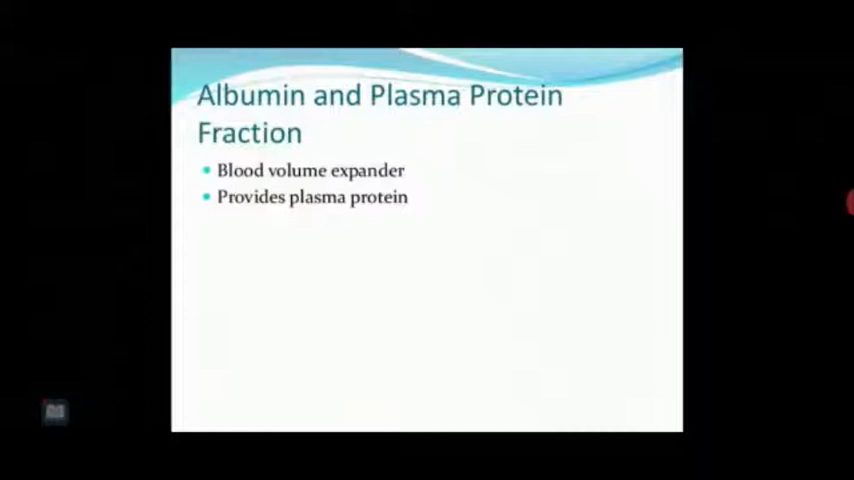 Albumin and Plasma Protein
Fraction
Blood volume expander
Provides plasma protein